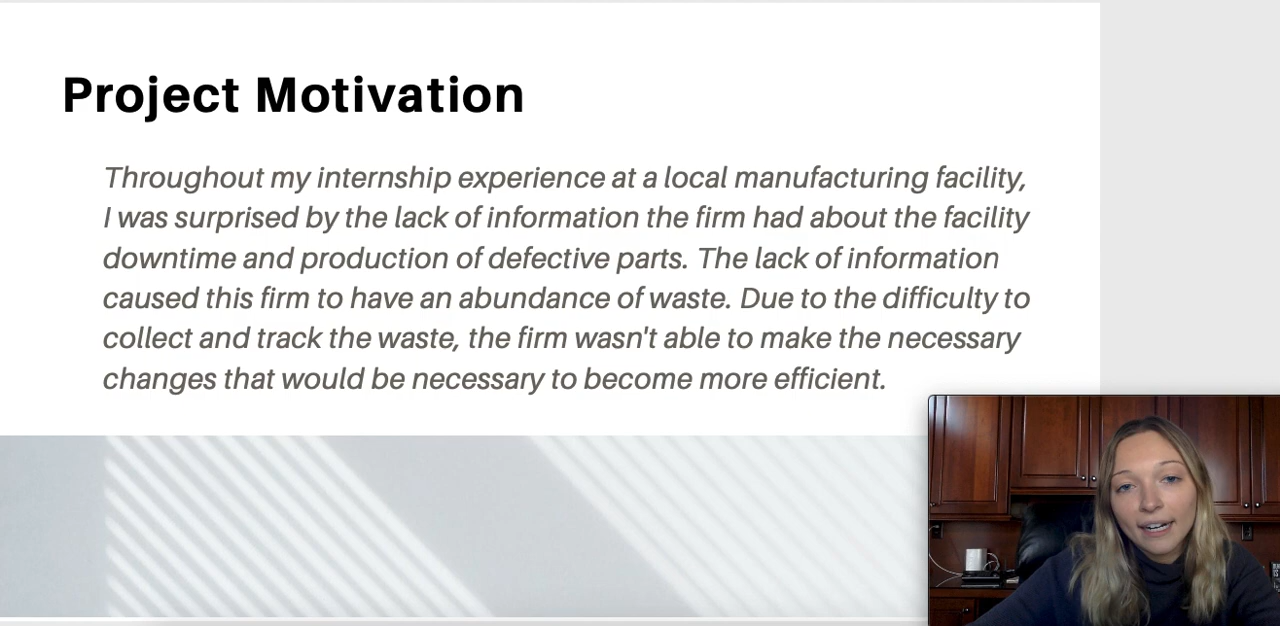 Project Motivation
Throughout my internship experience at a local manufacturing facility,
I was surprised by the lack of information the firm had about the facility
downtime and production of defective parts. The lack of information
caused this firm to have an abundance of waste. Due to the difficulty to
collect and track the waste, the firm wasn't able to make the necessary
changes that would be necessary to become more efficient.